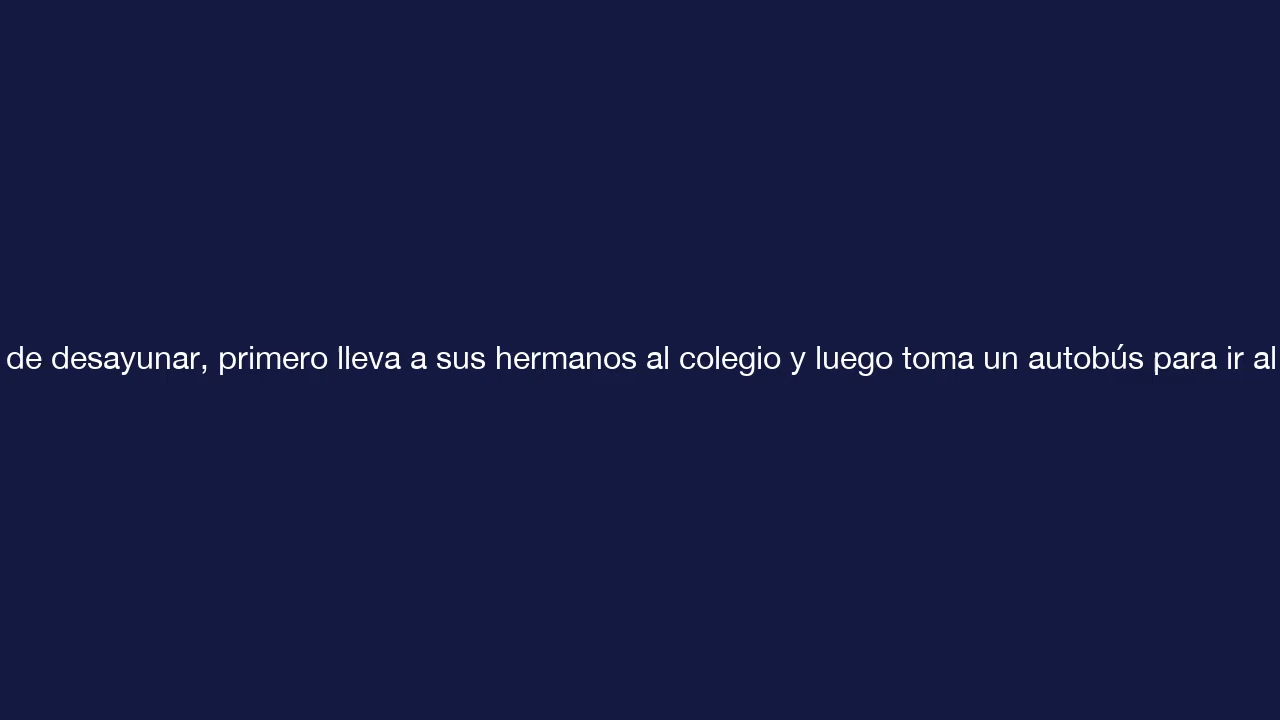 de desayunar, primero lleva a sus hermanos al colegio y luego toma un autobús para ir al